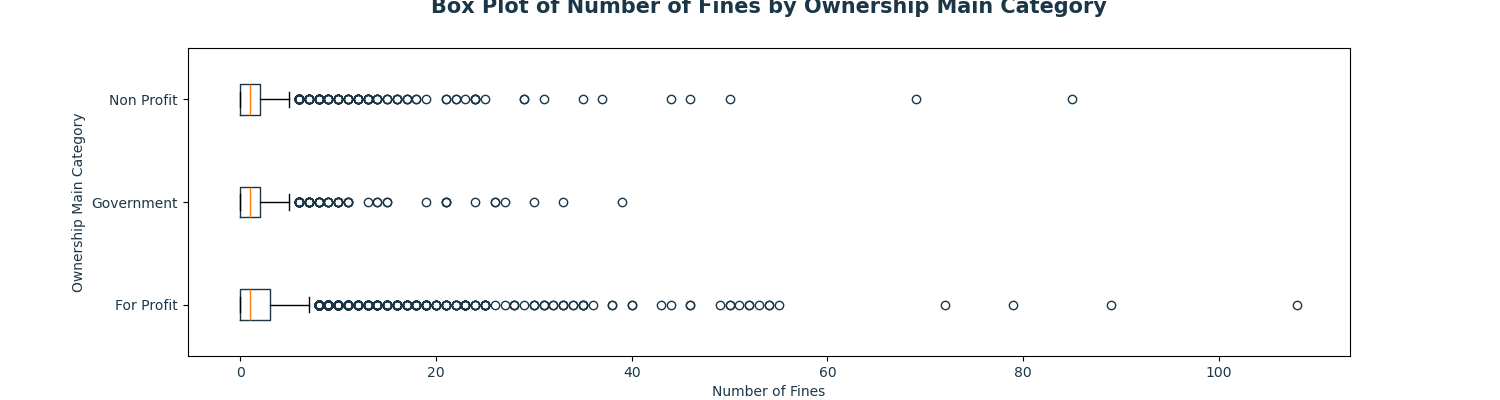 Box Plot of Number of Fines by Ownership Main Category
Ownership Main Category
Non Profit
Government
For Profit
0 20 40 60 80 100
Number of Fines